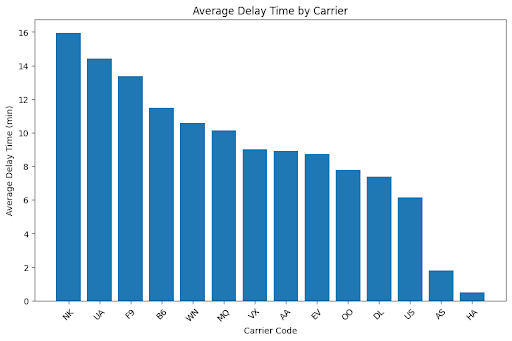 Average Delay Time by Carrier
Average Delay Time (min)
16
14
12
10
8
6
4
2
0
NK UA F9 B6 WN MQ VX AA EV OO DL US AS HA
Carrier Code